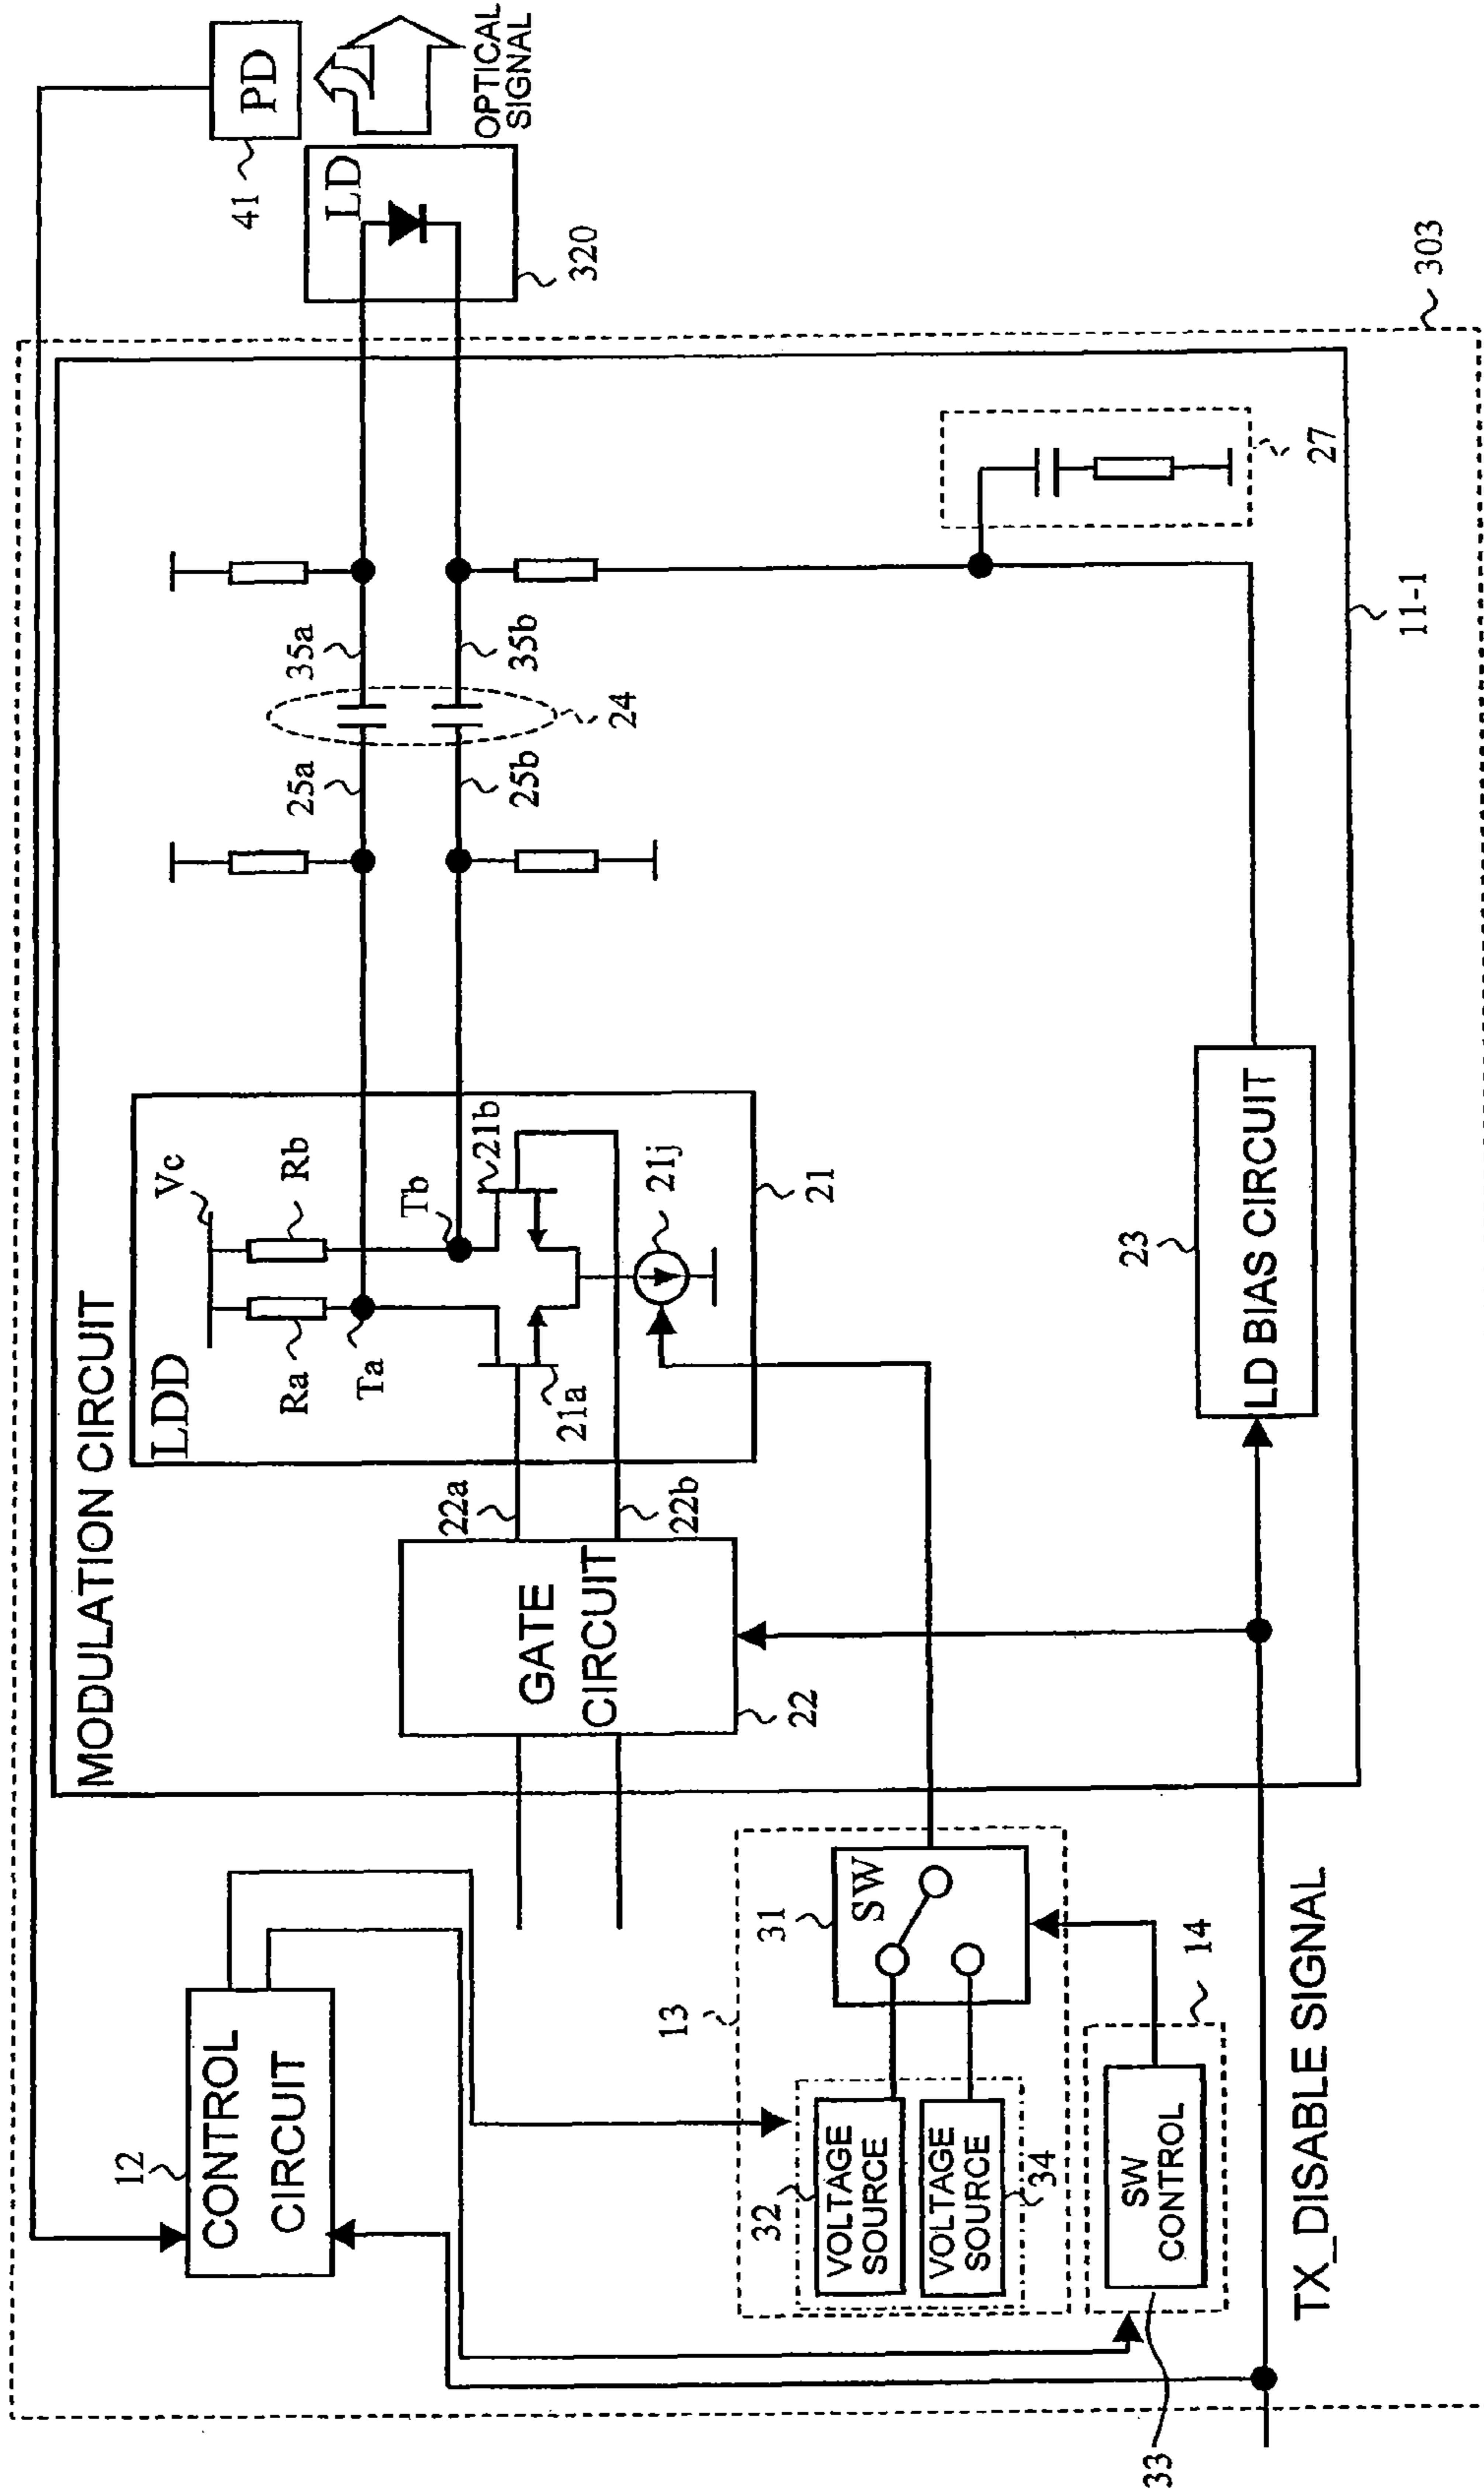 PD
41
OPTICAL
SIGNAL
LD
320
303
MODULATION CIRCUIT
LDD
Vc
Ra
Rb
Ta
Tb
21a
21b
21j
21
22a
22b
GATE
CIRCUIT
22
25a
25b
24
35a
35b
27
11-1
23
LD BIAS CIRCUIT
12
CONTROL
CIRCUIT
13
31
SW
32
VOLTAGE
SOURCE
VOLTAGE
SOURCE
34
14
SW
CONTROL
33
TX_DISABLE SIGNAL